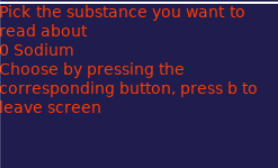 Pick the substance you want to
read about
0 Sodium
Choose by pressing the
corresponding button, press b to
leave screen